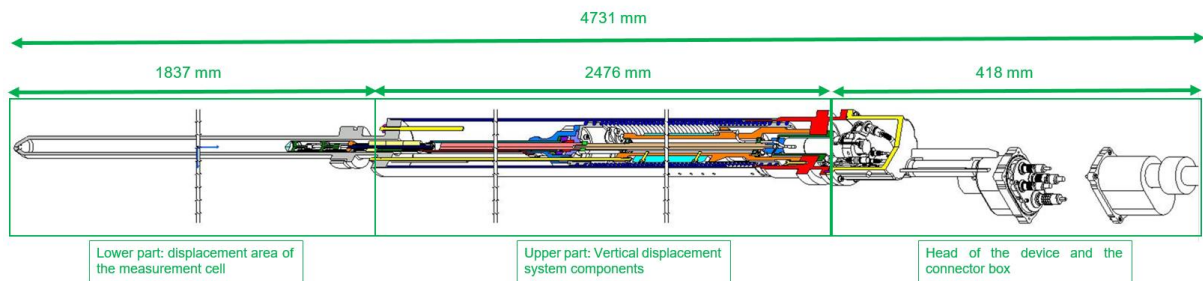 4731 mm
1837 mm
2476 mm
418 mm
Lower part: displacement area of
the measurement cell
Upper part: Vertical displacement
system components
Head of the device and the
connector box